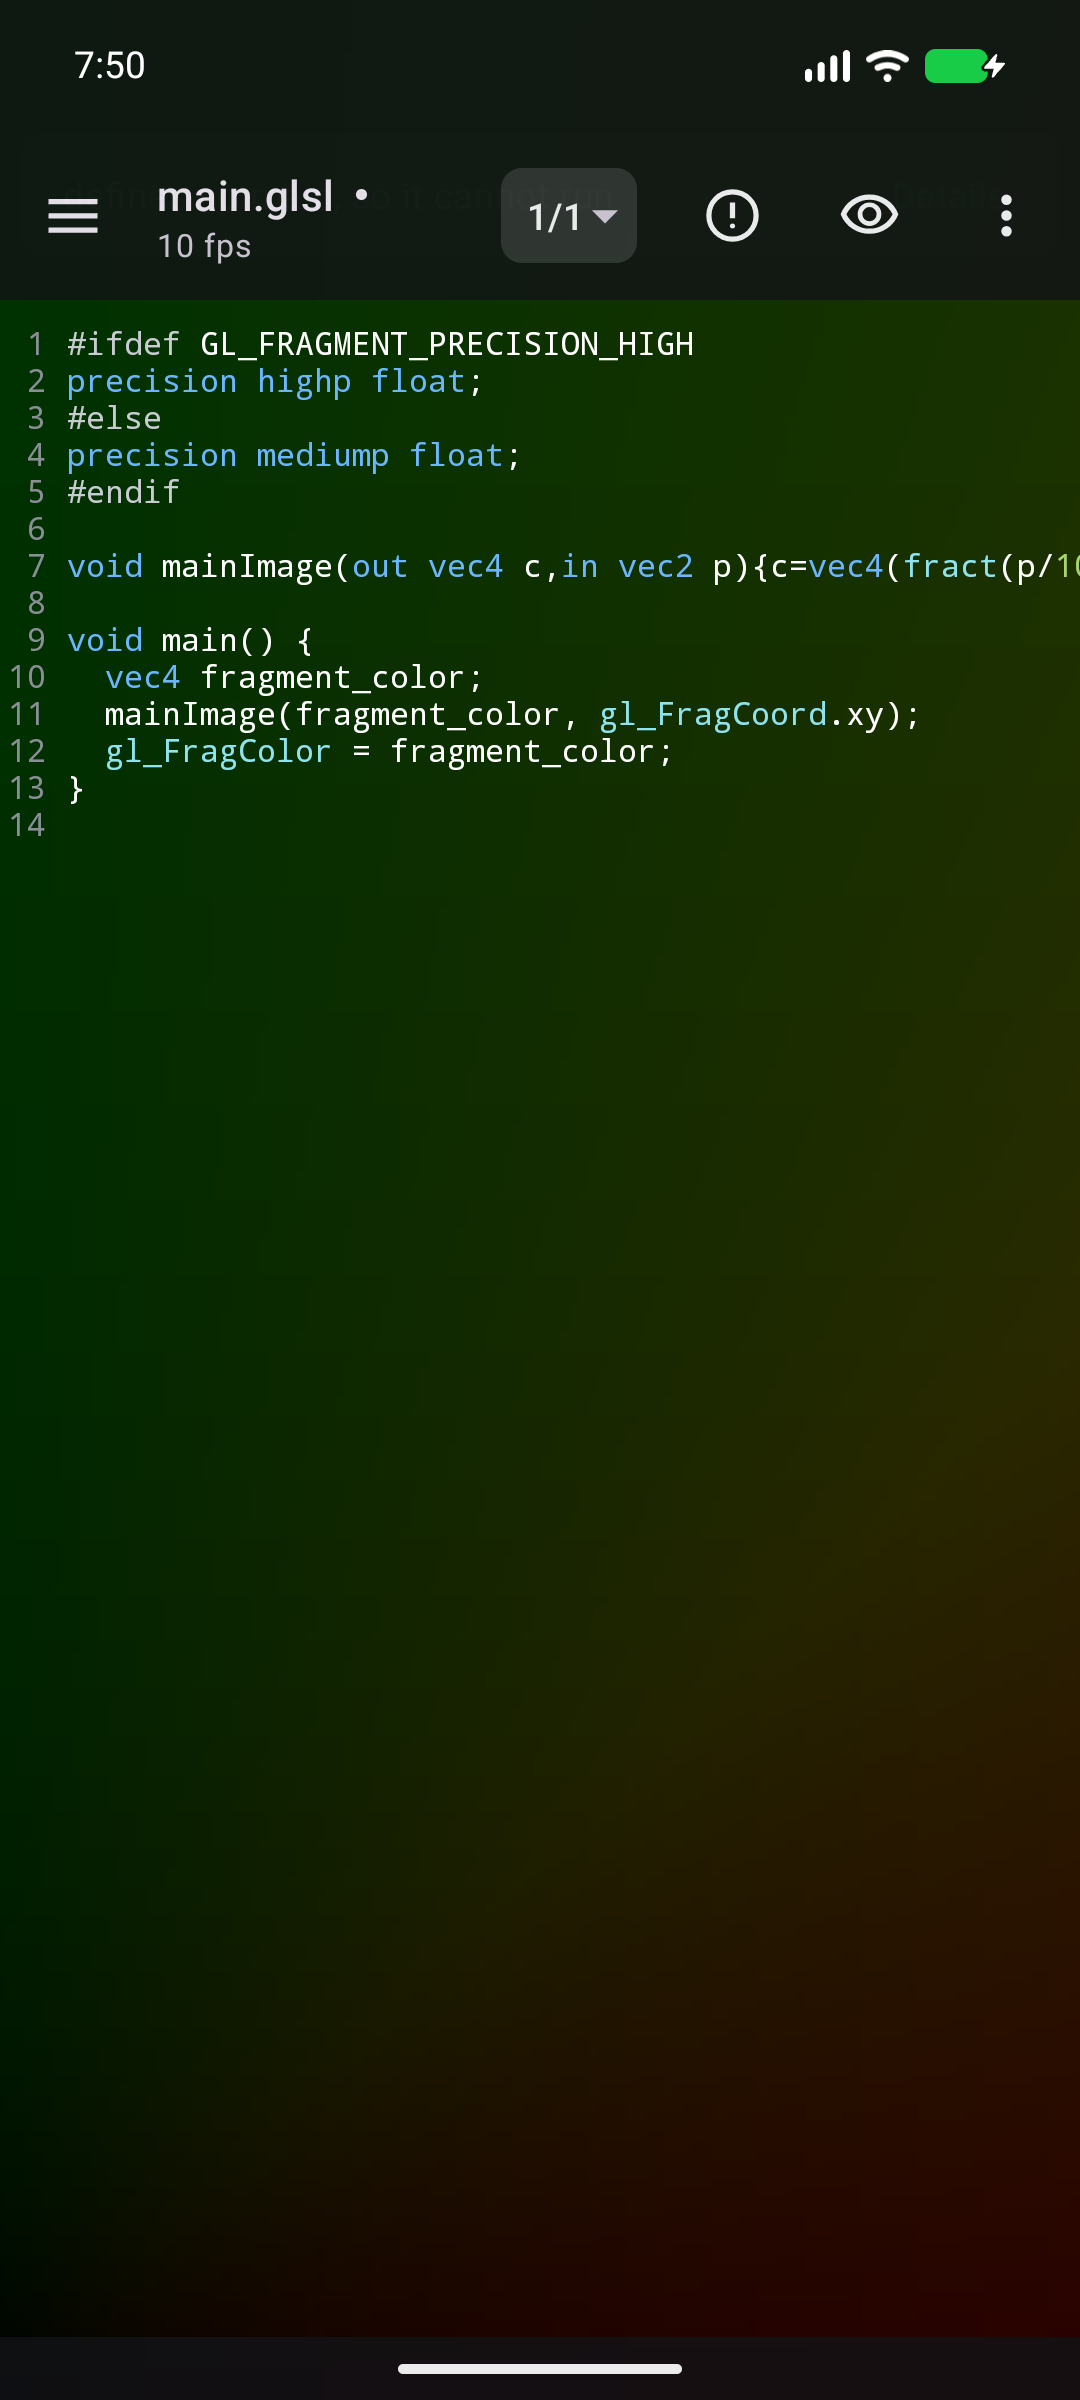 7:50
main.glsl •
10 fps
1/1
1 #ifdef GL_FRAGMENT_PRECISION_HIGH
2 precision highp float;
3 #else
4 precision mediump float;
5 #endif
6
7 void mainImage(out vec4 c,in vec2 p){c=vec4(fract(p/10
8
9 void main() {
10   vec4 fragment_color;
11   mainImage(fragment_color, gl_FragCoord.xy);
12   gl_FragColor = fragment_color;
13 }
14